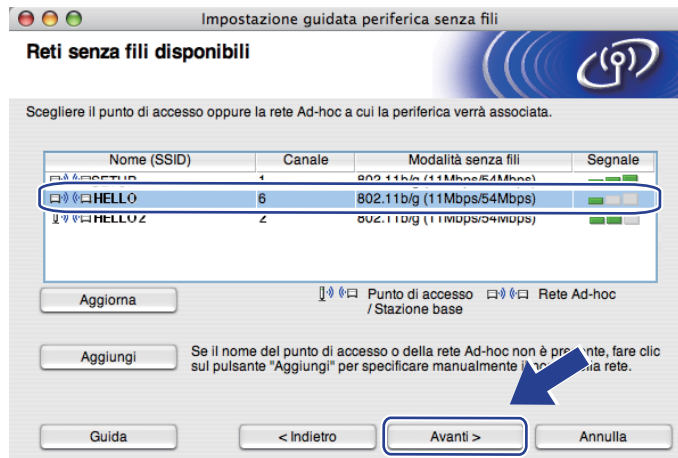 Impostazione guidata periferica senza fili
Reti senza fili disponibili
Scegliere il punto di accesso oppure la rete Ad-hoc a cui la periferica verrà associata.
Nome (SSID) Canale Modalità senza fili Segnale
SETUP 1 802.11b/g (11Mbps/54Mbps)
HELLO 6 802.11b/g (11Mbps/54Mbps)
HELLO2 2 802.11b/g (11Mbps/54Mbps)
Aggiorna
Punto di accesso Rete Ad-hoc
/ Stazione base
Aggiungi
Se il nome del punto di accesso o della rete Ad-hoc non è presente, fare clic
sul pulsante "Aggiungi" per specificare manualmente il della rete.
Guida < Indietro Avanti > Annulla